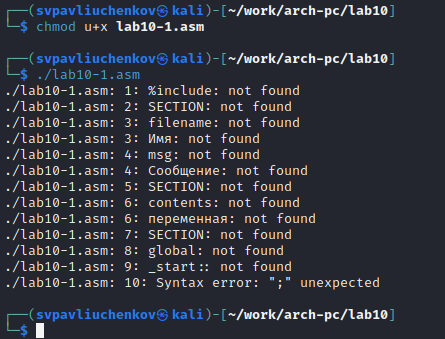 ┌──(svpavliuchenkov㉿kali)-[~/work/arch-pc/lab10]
└─$ chmod u+x lab10-1.asm
┌──(svpavliuchenkov㉿kali)-[~/work/arch-pc/lab10]
└─$ ./lab10-1.asm
./lab10-1.asm: 1: %include: not found
./lab10-1.asm: 2: SECTION: not found
./lab10-1.asm: 3: filename: not found
./lab10-1.asm: 3: Имя: not found
./lab10-1.asm: 4: msg: not found
./lab10-1.asm: 4: Сообщение: not found
./lab10-1.asm: 5: SECTION: not found
./lab10-1.asm: 6: contents: not found
./lab10-1.asm: 6: переменная: not found
./lab10-1.asm: 7: SECTION: not found
./lab10-1.asm: 8: global: not found
./lab10-1.asm: 9: _start:: not found
./lab10-1.asm: 10: Syntax error: ";" unexpected
┌──(svpavliuchenkov㉿kali)-[~/work/arch-pc/lab10]
└─$